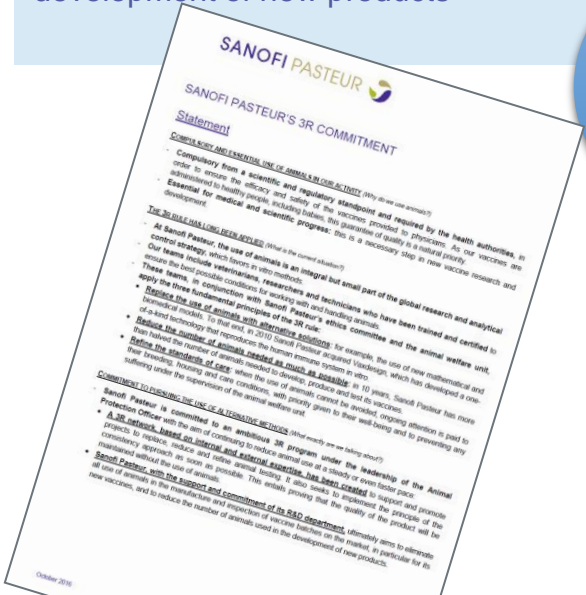 development of new products
SANOFI PASTEUR
SANOFI PASTEUR'S 3R COMMITMENT
Statement
COMPULSORY AND ESSENTIAL USE OF ANIMALS IN OUR ACTIVITY (Why do we use animals?)
- Compulsory from a scientific and regulatory standpoint and required by the health authorities, in
order to ensure the efficacy and safety of the vaccines provided to physicians. As our vaccines are
administered to healthy people, including babies, this guarantee of quality is a natural priority.
- Essential for medical and scientific progress: this is a necessary step in new vaccine research and
development.
THE 3R RULE HAS LONG BEEN APPLIED (What is the current situation?)
- At Sanofi Pasteur, the use of animals is an integral but small part of the global research and analytical
control strategy, which favors in vitro methods.
- Our teams include veterinarians, researchers and technicians who have been trained and certified to
ensure the best possible conditions for working with and handling animals.
- These teams, in conjunction with Sanofi Pasteur's ethics committee and the animal welfare unit,
apply the three fundamental principles of the 3R rule:
• Replace the use of animals with alternative solutions: for example, the use of new mathematical and
biomedical models. To that end, in 2010 Sanofi Pasteur acquired Vaxdesign, which has developed a one-
of-a-kind technology that reproduces the human immune system in vitro.
• Reduce the number of animals needed as much as possible: in 10 years, Sanofi Pasteur has more
than halved the number of animals needed to develop, produce and test its vaccines.
• Refine the standards of care: when the use of animals cannot be avoided, ongoing attention is paid to
their breeding, housing and care conditions, with priority given to their well-being and to preventing any
suffering under the supervision of the animal welfare unit.
COMMITMENT TO PURSUING THE USE OF ALTERNATIVE METHODS (What exactly are we talking about?)
- Sanofi Pasteur is committed to an ambitious 3R program under the leadership of the Animal
Protection Officer with the aim of continuing to reduce animal use at a steady or even faster pace:
• A 3R network, based on internal and external expertise, has been created to support and promote
projects to replace, reduce and refine animal testing. It also seeks to implement the principle of the
consistency approach as soon as possible. This entails proving that the quality of the product will be
maintained without the use of animals.
• Sanofi Pasteur, with the support and commitment of its R&D department, ultimately aims to eliminate
all use of animals in the manufacture and inspection of vaccine batches on the market, in particular for its
new vaccines, and to reduce the number of animals used in the development of new products.
October 2016